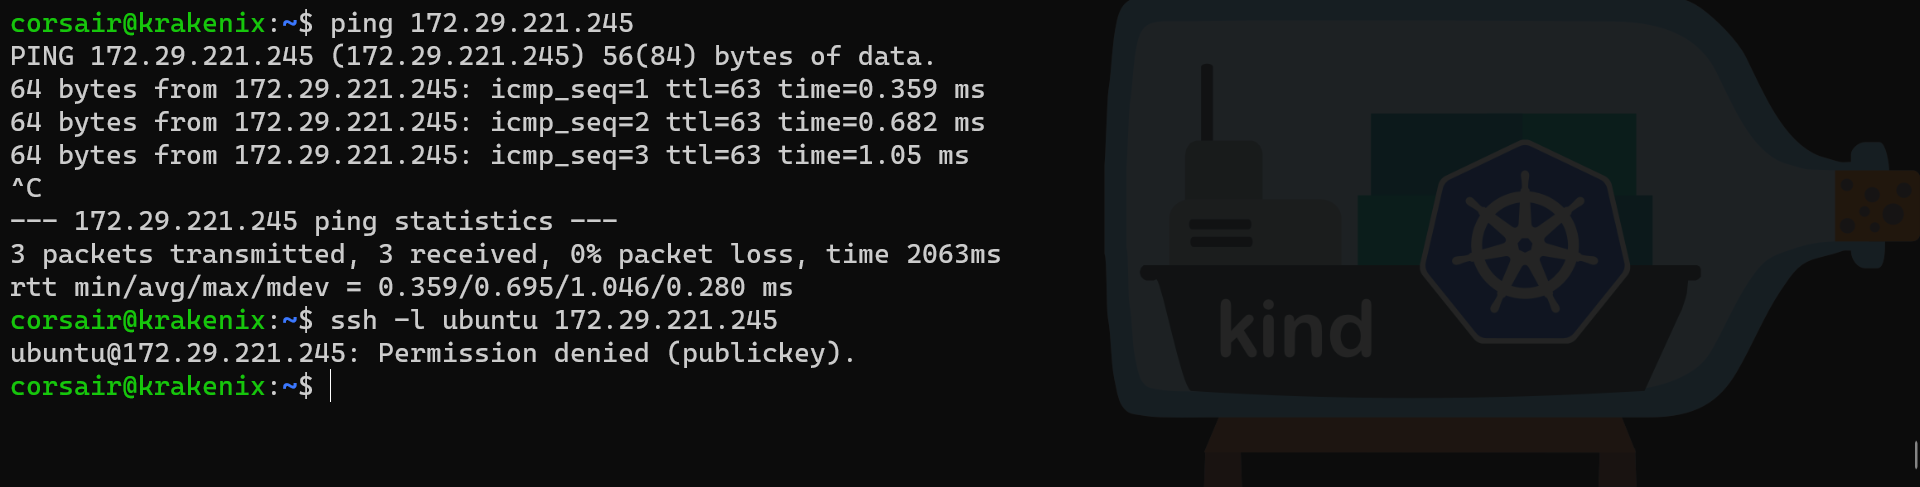 corsair@krakenix:~$ ping 172.29.221.245
PING 172.29.221.245 (172.29.221.245) 56(84) bytes of data.
64 bytes from 172.29.221.245: icmp_seq=1 ttl=63 time=0.359 ms
64 bytes from 172.29.221.245: icmp_seq=2 ttl=63 time=0.682 ms
64 bytes from 172.29.221.245: icmp_seq=3 ttl=63 time=1.05 ms
^C
--- 172.29.221.245 ping statistics ---
3 packets transmitted, 3 received, 0% packet loss, time 2063ms
rtt min/avg/max/mdev = 0.359/0.695/1.046/0.280 ms
corsair@krakenix:~$ ssh -l ubuntu 172.29.221.245
ubuntu@172.29.221.245: Permission denied (publickey).
corsair@krakenix:~$
kind